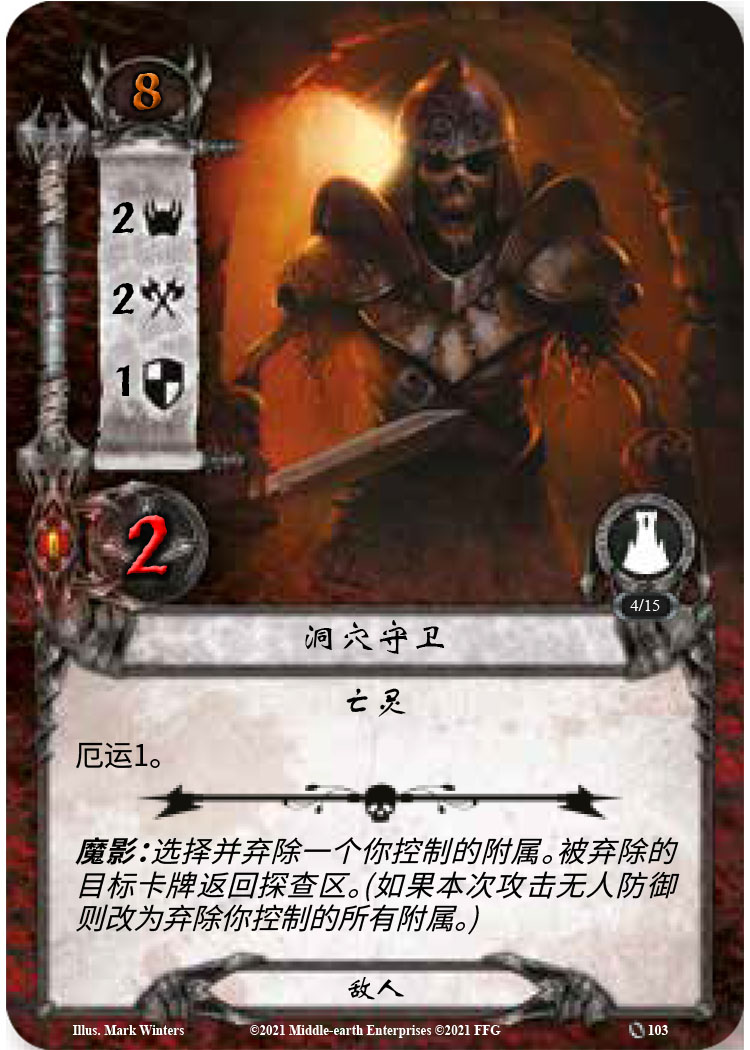 8
2
2
1
2
4/15
洞穴守卫
亡灵
厄运1。
魔影：选择并弃除一个你控制的附属。被弃除的
目标卡牌返回探查区。(如果本次攻击无人防御
则改为弃除你控制的所有附属。)
敌人
Illus. Mark Winters ©2021 Middle-earth Enterprises ©2021 FFG 103